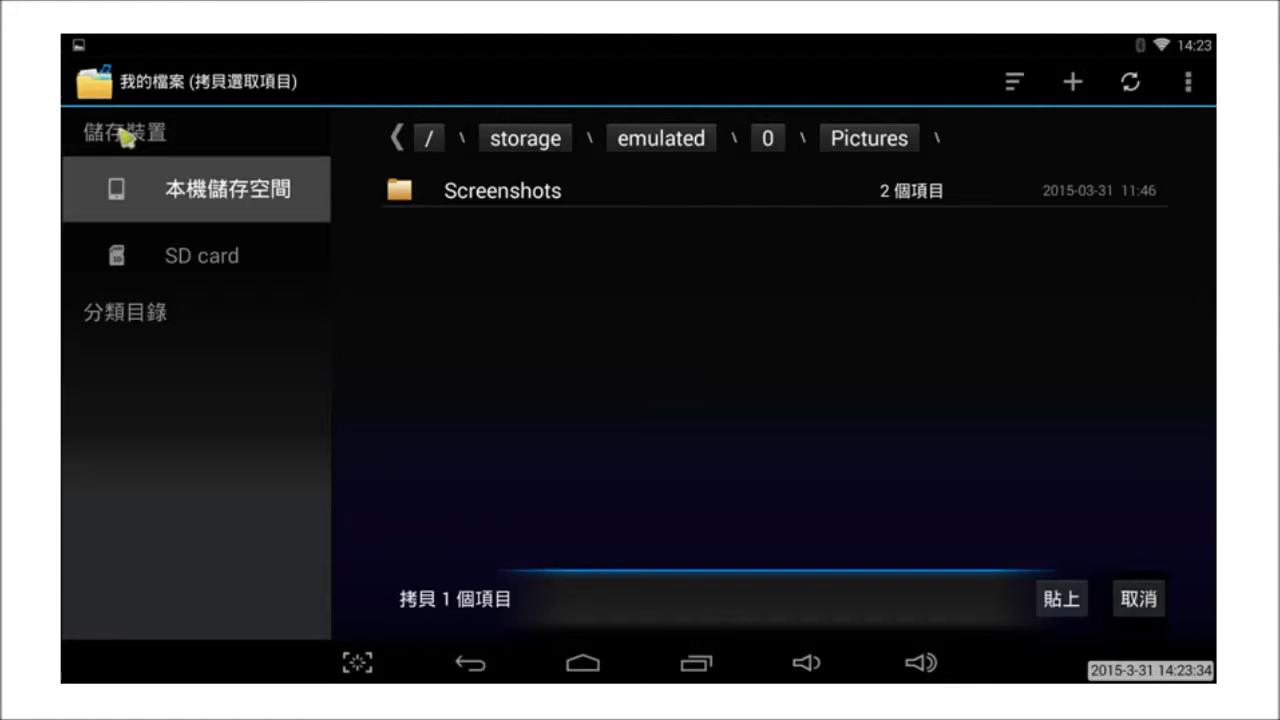 14:23
我的檔案 (拷貝選取項目)
儲存裝置
/ \ storage \ emulated \ 0 \ Pictures \
本機儲存空間
Screenshots 2 個項目 2015-03-31 11:46
SD card
分類目錄
拷貝 1 個項目 貼上 取消
2015-3-31 14:23:34